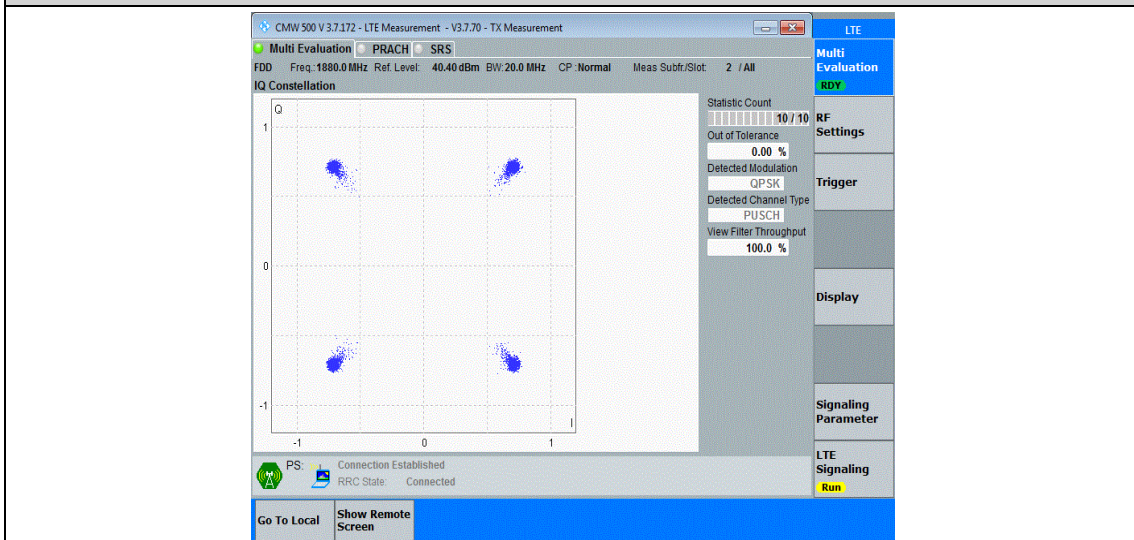 CMW 500 V 3.7.172 - LTE Measurement - V3.7.70 - TX Measurement
LTE
Multi Evaluation PRACH SRS
Multi
Evaluation
RDY
FDD Freq.:1880.0 MHz Ref. Level: 40.40 dBm BW:20.0 MHz CP :Normal Meas Subfr./Slot: 2 / All
IQ Constellation
Q
1
0
-1
-1 0 1
I
Statistic Count
10 / 10
Out of Tolerance
0.00 %
Detected Modulation
QPSK
Detected Channel Type
PUSCH
View Filter Throughput
100.0 %
RF
Settings
Trigger
Display
Signaling
Parameter
LTE
Signaling
Run
PS: Connection Established
RRC State: Connected
Go To Local
Show Remote
Screen